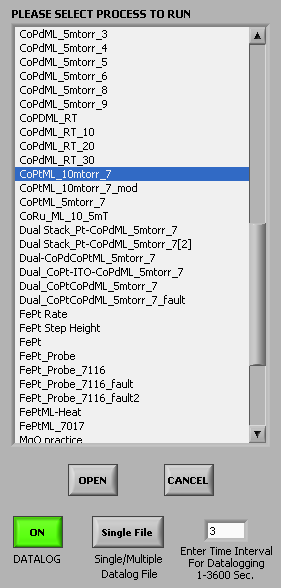 PLEASE SELECT PROCESS TO RUN
CoPdML_5mtorr_3
CoPdML_5mtorr_4
CoPdML_5mtorr_5
CoPdML_5mtorr_6
CoPdML_5mtorr_8
CoPdML_5mtorr_9
CoPDML_RT
CoPdML_RT_10
CoPdML_RT_20
CoPdML_RT_30
CoPtML_10mtorr_7
CoPtML_10mtorr_7_mod
CoPtML_5mtorr_7
CoRu_ML_10_5mT
Dual Stack_Pt-CoPdML_5mtorr_7
Dual Stack_Pt-CoPdML_5mtorr_7[2]
Dual-CoPdCoPtML_5mtorr_7
Dual_CoPt-ITO-CoPdML_5mtorr_7
Dual_CoPtCoPdML_5mtorr_7
Dual_CoPtCoPdML_5mtorr_7_fault
FePt Rate
FePt Step Height
FePt
FePt_Probe
FePt_Probe_7116
FePt_Probe_7116_fault
FePt_Probe_7116_fault2
FePtML-Heat
FePtML_7017
MgO practice
OPEN CANCEL
ON Single File 3
DATALOG Single/Multiple Datalog File Enter Time Interval
For Datalogging
1-3600 Sec.